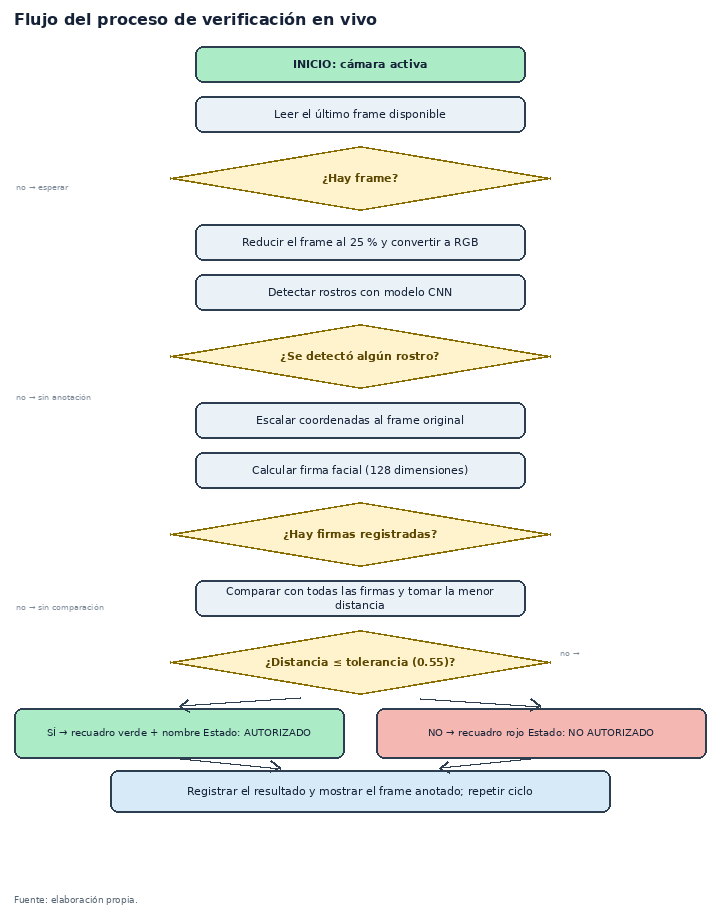 Flujo del proceso de verificación en vivo
INICIO: cámara activa
Leer el último frame disponible
¿Hay frame?
no → esperar
Reducir el frame al 25 % y convertir a RGB
Detectar rostros con modelo CNN
¿Se detectó algún rostro?
no → sin anotación
Escalar coordenadas al frame original
Calcular firma facial (128 dimensiones)
¿Hay firmas registradas?
Comparar con todas las firmas y tomar la menor
distancia
no → sin comparación
¿Distancia ≤ tolerancia (0.55)?
no →
SÍ → recuadro verde + nombre Estado: AUTORIZADO
NO → recuadro rojo Estado: NO AUTORIZADO
Registrar el resultado y mostrar el frame anotado; repetir ciclo
Fuente: elaboración propia.